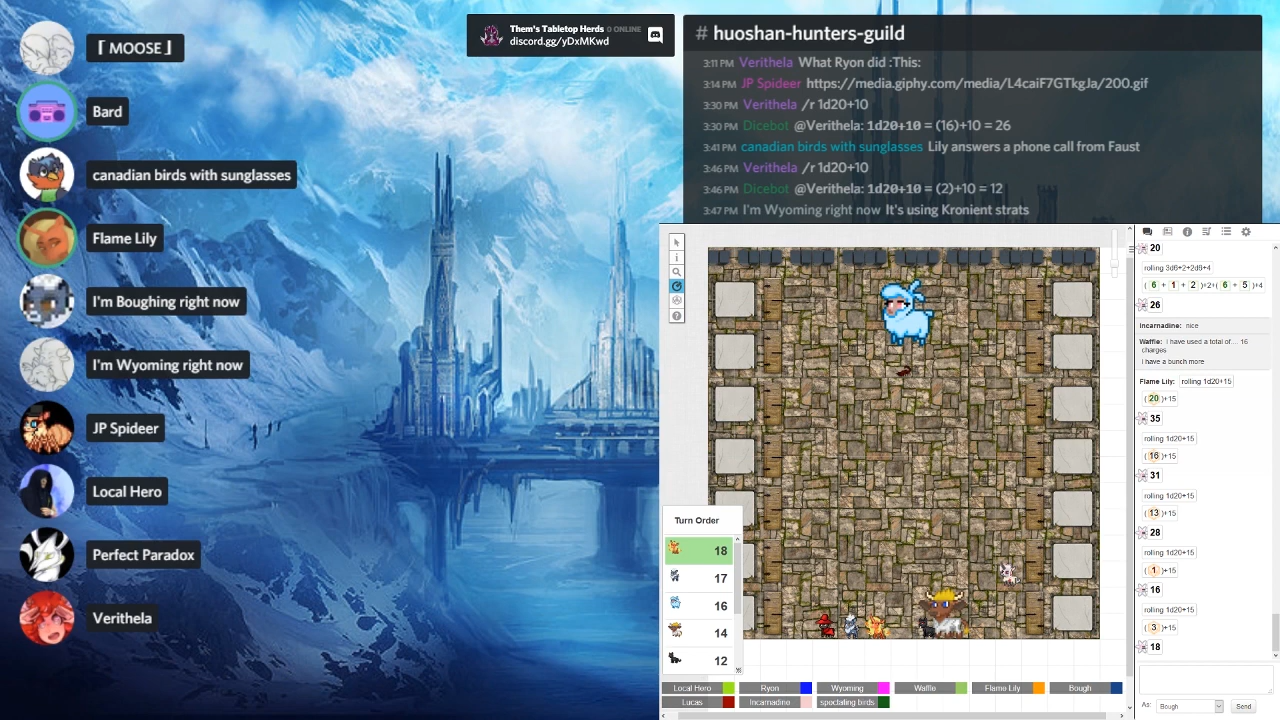 「 MOOSE 」
Bard
canadian birds with sunglasses
Flame Lily
I'm Boughing right now
I'm Wyoming right now
JP Spideer
Local Hero
Perfect Paradox
Verithela
Them's Tabletop Herds 0 ONLINE
discord.gg/yDxMKwd
# huoshan-hunters-guild
3:11 PM Verithela What Ryon did :This:
3:14 PM JP Spideer https://media.giphy.com/media/L4caiF7GTkgJa/200.gif
3:30 PM Verithela /r 1d20+10
3:30 PM Dicebot @Verithela: 1d20+10 = (16)+10 = 26
3:41 PM canadian birds with sunglasses Lily answers a phone call from Faust
3:46 PM Verithela /r 1d20+10
3:46 PM Dicebot @Verithela: 1d20+10 = (2)+10 = 12
3:47 PM I'm Wyoming right now It's using Kronient strats
Turn Order
18
17
16
14
12
Local Hero
Ryon
Wyoming
Waffle
Flame Lily
Bough
Lucas
Incarnadine
spectating birds
20
rolling 3d6+2+2d8+4
( 6 + 1 + 2 )+2+( 6 + 5 )+4
26
Incarnadine: nice
Waffle: I have used a total of... 16
charges
I have a bunch more
Flame Lily: rolling 1d20+15
( 20 )+15
35
rolling 1d20+15
( 16 )+15
31
rolling 1d20+15
( 13 )+15
28
rolling 1d20+15
( 1 )+15
16
rolling 1d20+15
( 3 )+15
18
As: Bough Send